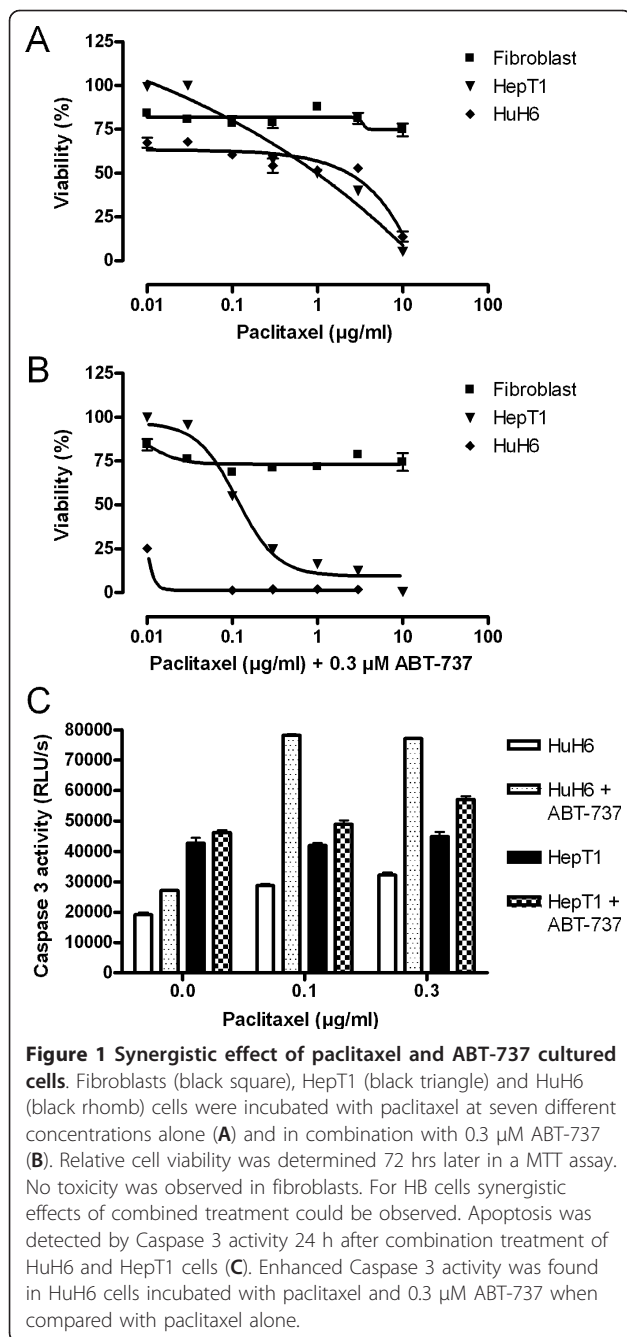 A
125
100
75
50
25
0
Viability (%)
Fibroblast
HepT1
HuH6
0.01 0.1 1 10 100
Paclitaxel (µg/ml)
B
125
100
75
50
25
0
Viability (%)
Fibroblast
HepT1
HuH6
0.01 0.1 1 10 100
Paclitaxel (µg/ml) + 0.3 µM ABT-737
C
80000
70000
60000
50000
40000
30000
20000
10000
0
Caspase 3 activity (RLU/s)
HuH6
HuH6 +
ABT-737
HepT1
HepT1 +
ABT-737
0.0 0.1 0.3
Paclitaxel (µg/ml)
Figure 1 Synergistic effect of paclitaxel and ABT-737 cultured
cells. Fibroblasts (black square), HepT1 (black triangle) and HuH6
(black rhomb) cells were incubated with paclitaxel at seven different
concentrations alone (A) and in combination with 0.3 µM ABT-737
(B). Relative cell viability was determined 72 hrs later in a MTT assay.
No toxicity was observed in fibroblasts. For HB cells synergistic
effects of combined treatment could be observed. Apoptosis was
detected by Caspase 3 activity 24 h after combination treatment of
HuH6 and HepT1 cells (C). Enhanced Caspase 3 activity was found
in HuH6 cells incubated with paclitaxel and 0.3 µM ABT-737 when
compared with paclitaxel alone.